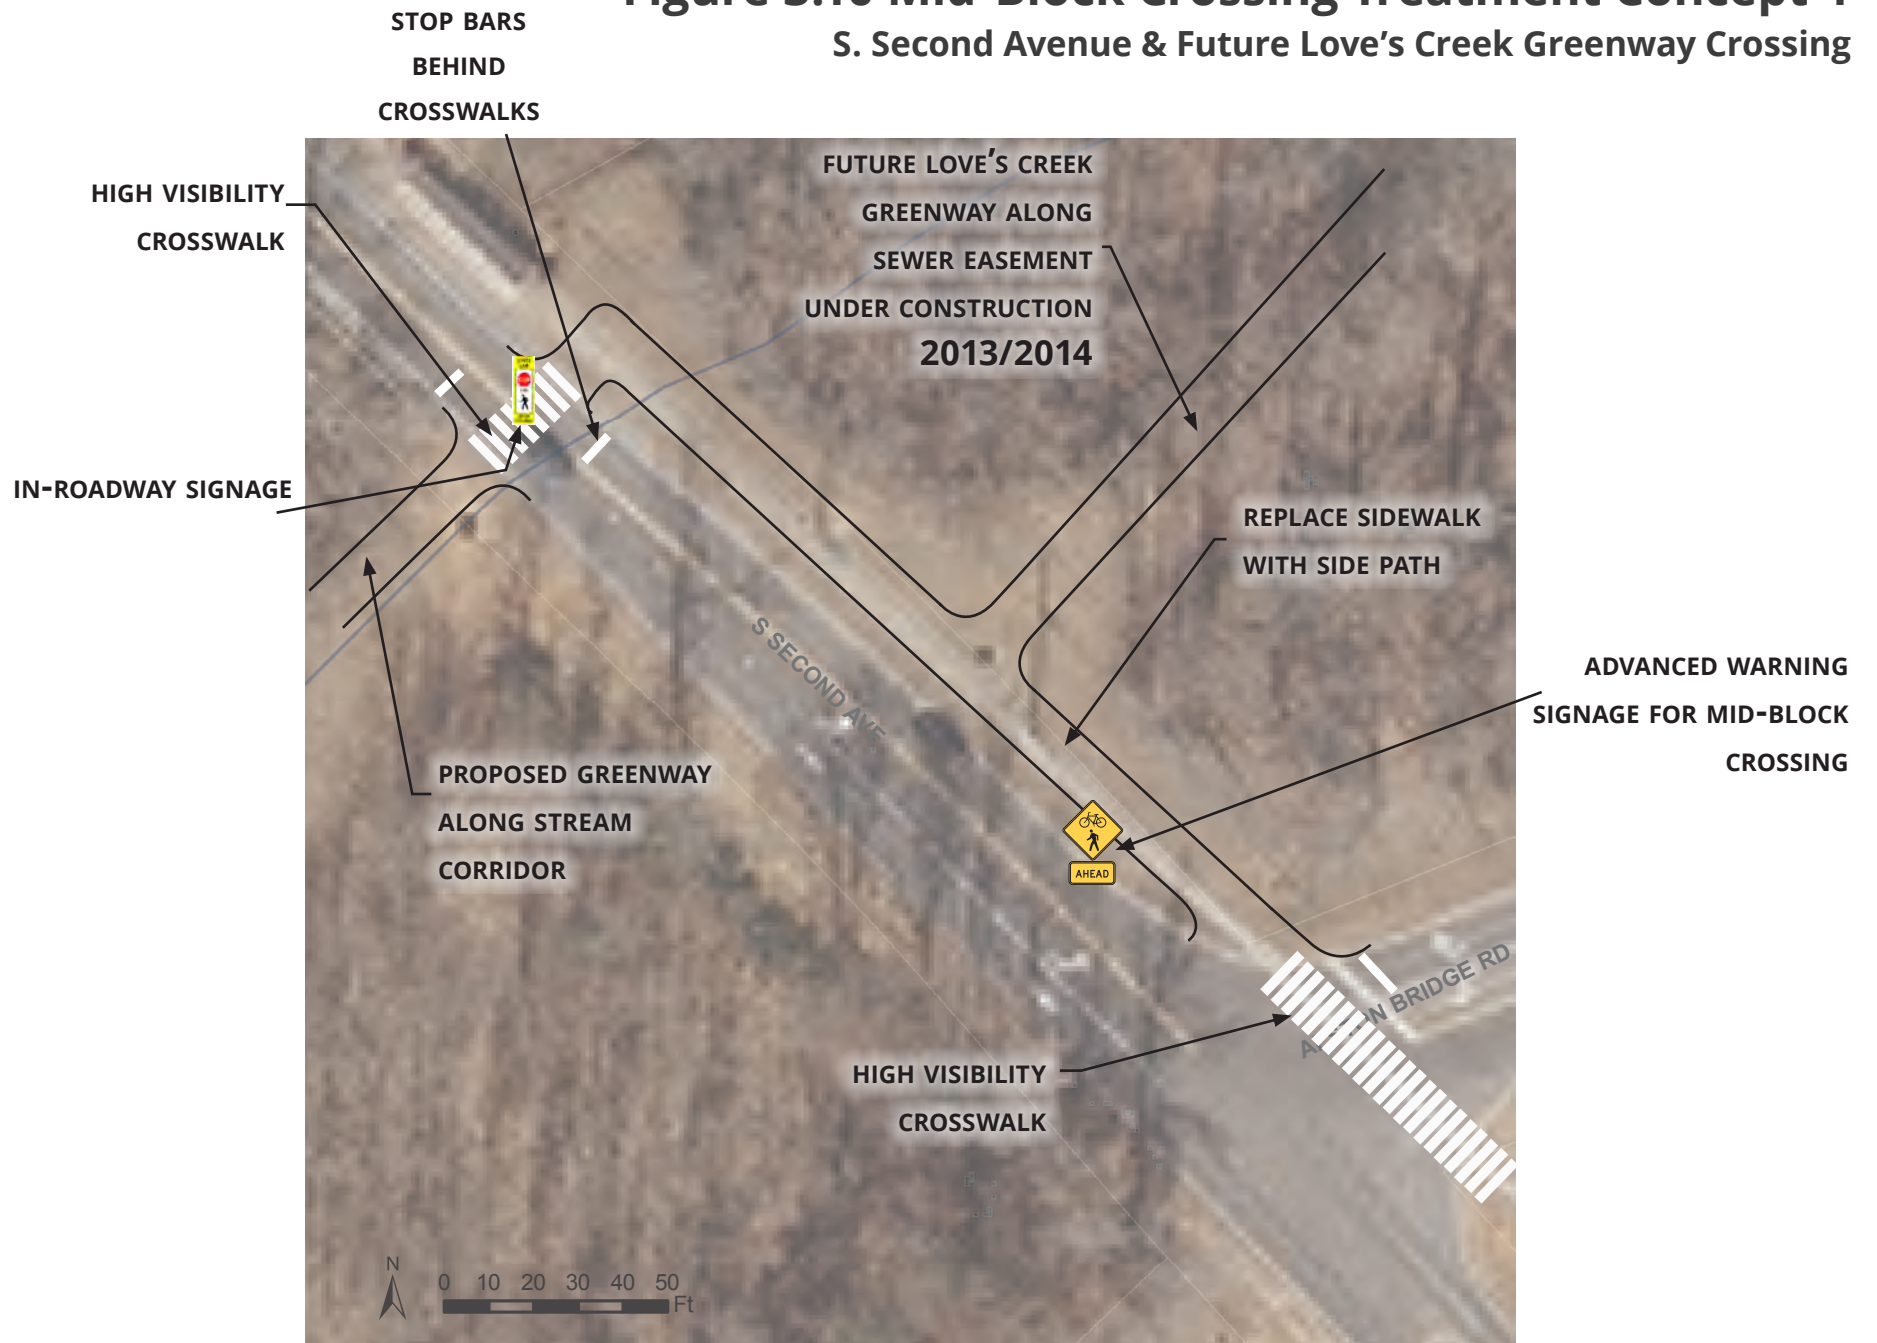 S. Second Avenue & Future Love’s Creek Greenway Crossing
STOP BARS
BEHIND
CROSSWALKS
HIGH VISIBILITY
CROSSWALK
FUTURE LOVE’S CREEK
GREENWAY ALONG
SEWER EASEMENT
UNDER CONSTRUCTION
2013/2014
IN-ROADWAY SIGNAGE
REPLACE SIDEWALK
WITH SIDE PATH
S SECOND AVE
ADVANCED WARNING
SIGNAGE FOR MID-BLOCK
CROSSING
PROPOSED GREENWAY
ALONG STREAM
CORRIDOR
AHEAD
BRIDGE RD
HIGH VISIBILITY
CROSSWALK
N
0 10 20 30 40 50
Ft